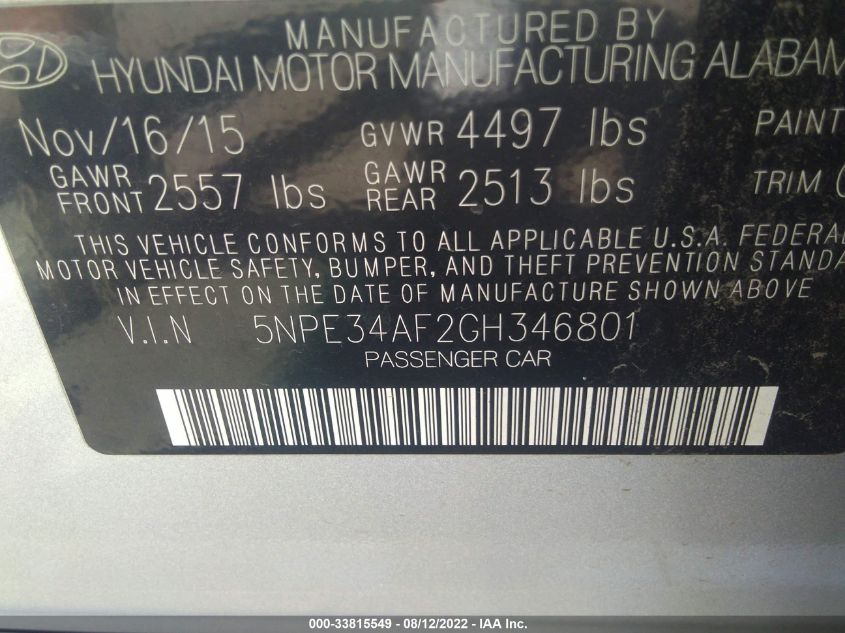 MANUFACTURED BY
HYUNDAI MOTOR MANUFACTURING ALABAM
Nov/16/15 GVWR 4497 lbs PAINT
GAWR FRONT 2557 lbs GAWR REAR 2513 lbs TRIM
THIS VEHICLE CONFORMS TO ALL APPLICABLE U.S.A. FEDERAL
MOTOR VEHICLE SAFETY, BUMPER, AND THEFT PREVENTION STANDA
IN EFFECT ON THE DATE OF MANUFACTURE SHOWN ABOVE
V.I.N 5NPE34AF2GH346801
PASSENGER CAR
000-33815549 - 08/12/2022 - IAA Inc.